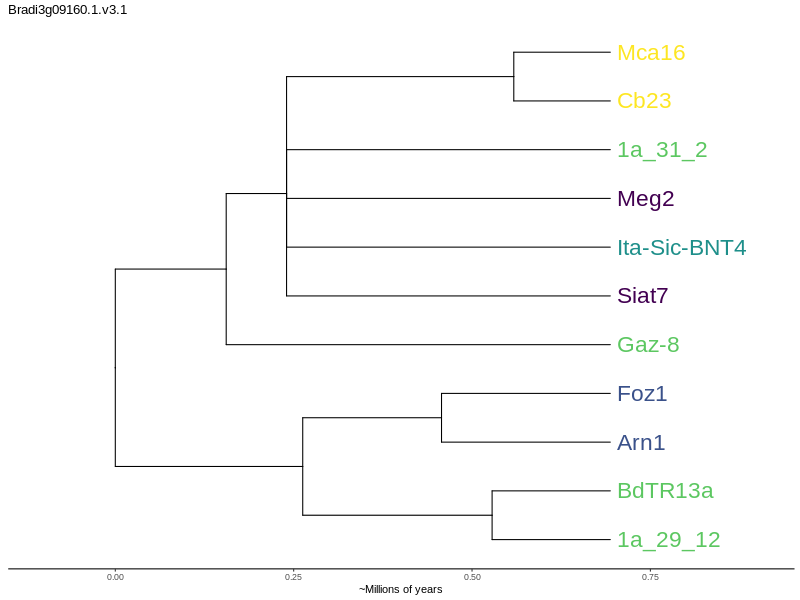 Bradi3g09160.1.v3.1
Mca16
Cb23
1a_31_2
Meg2
Ita-Sic-BNT4
Siat7
Gaz-8
Foz1
Arn1
BdTR13a
1a_29_12
0.00 0.25 0.50 0.75
~Millions of years